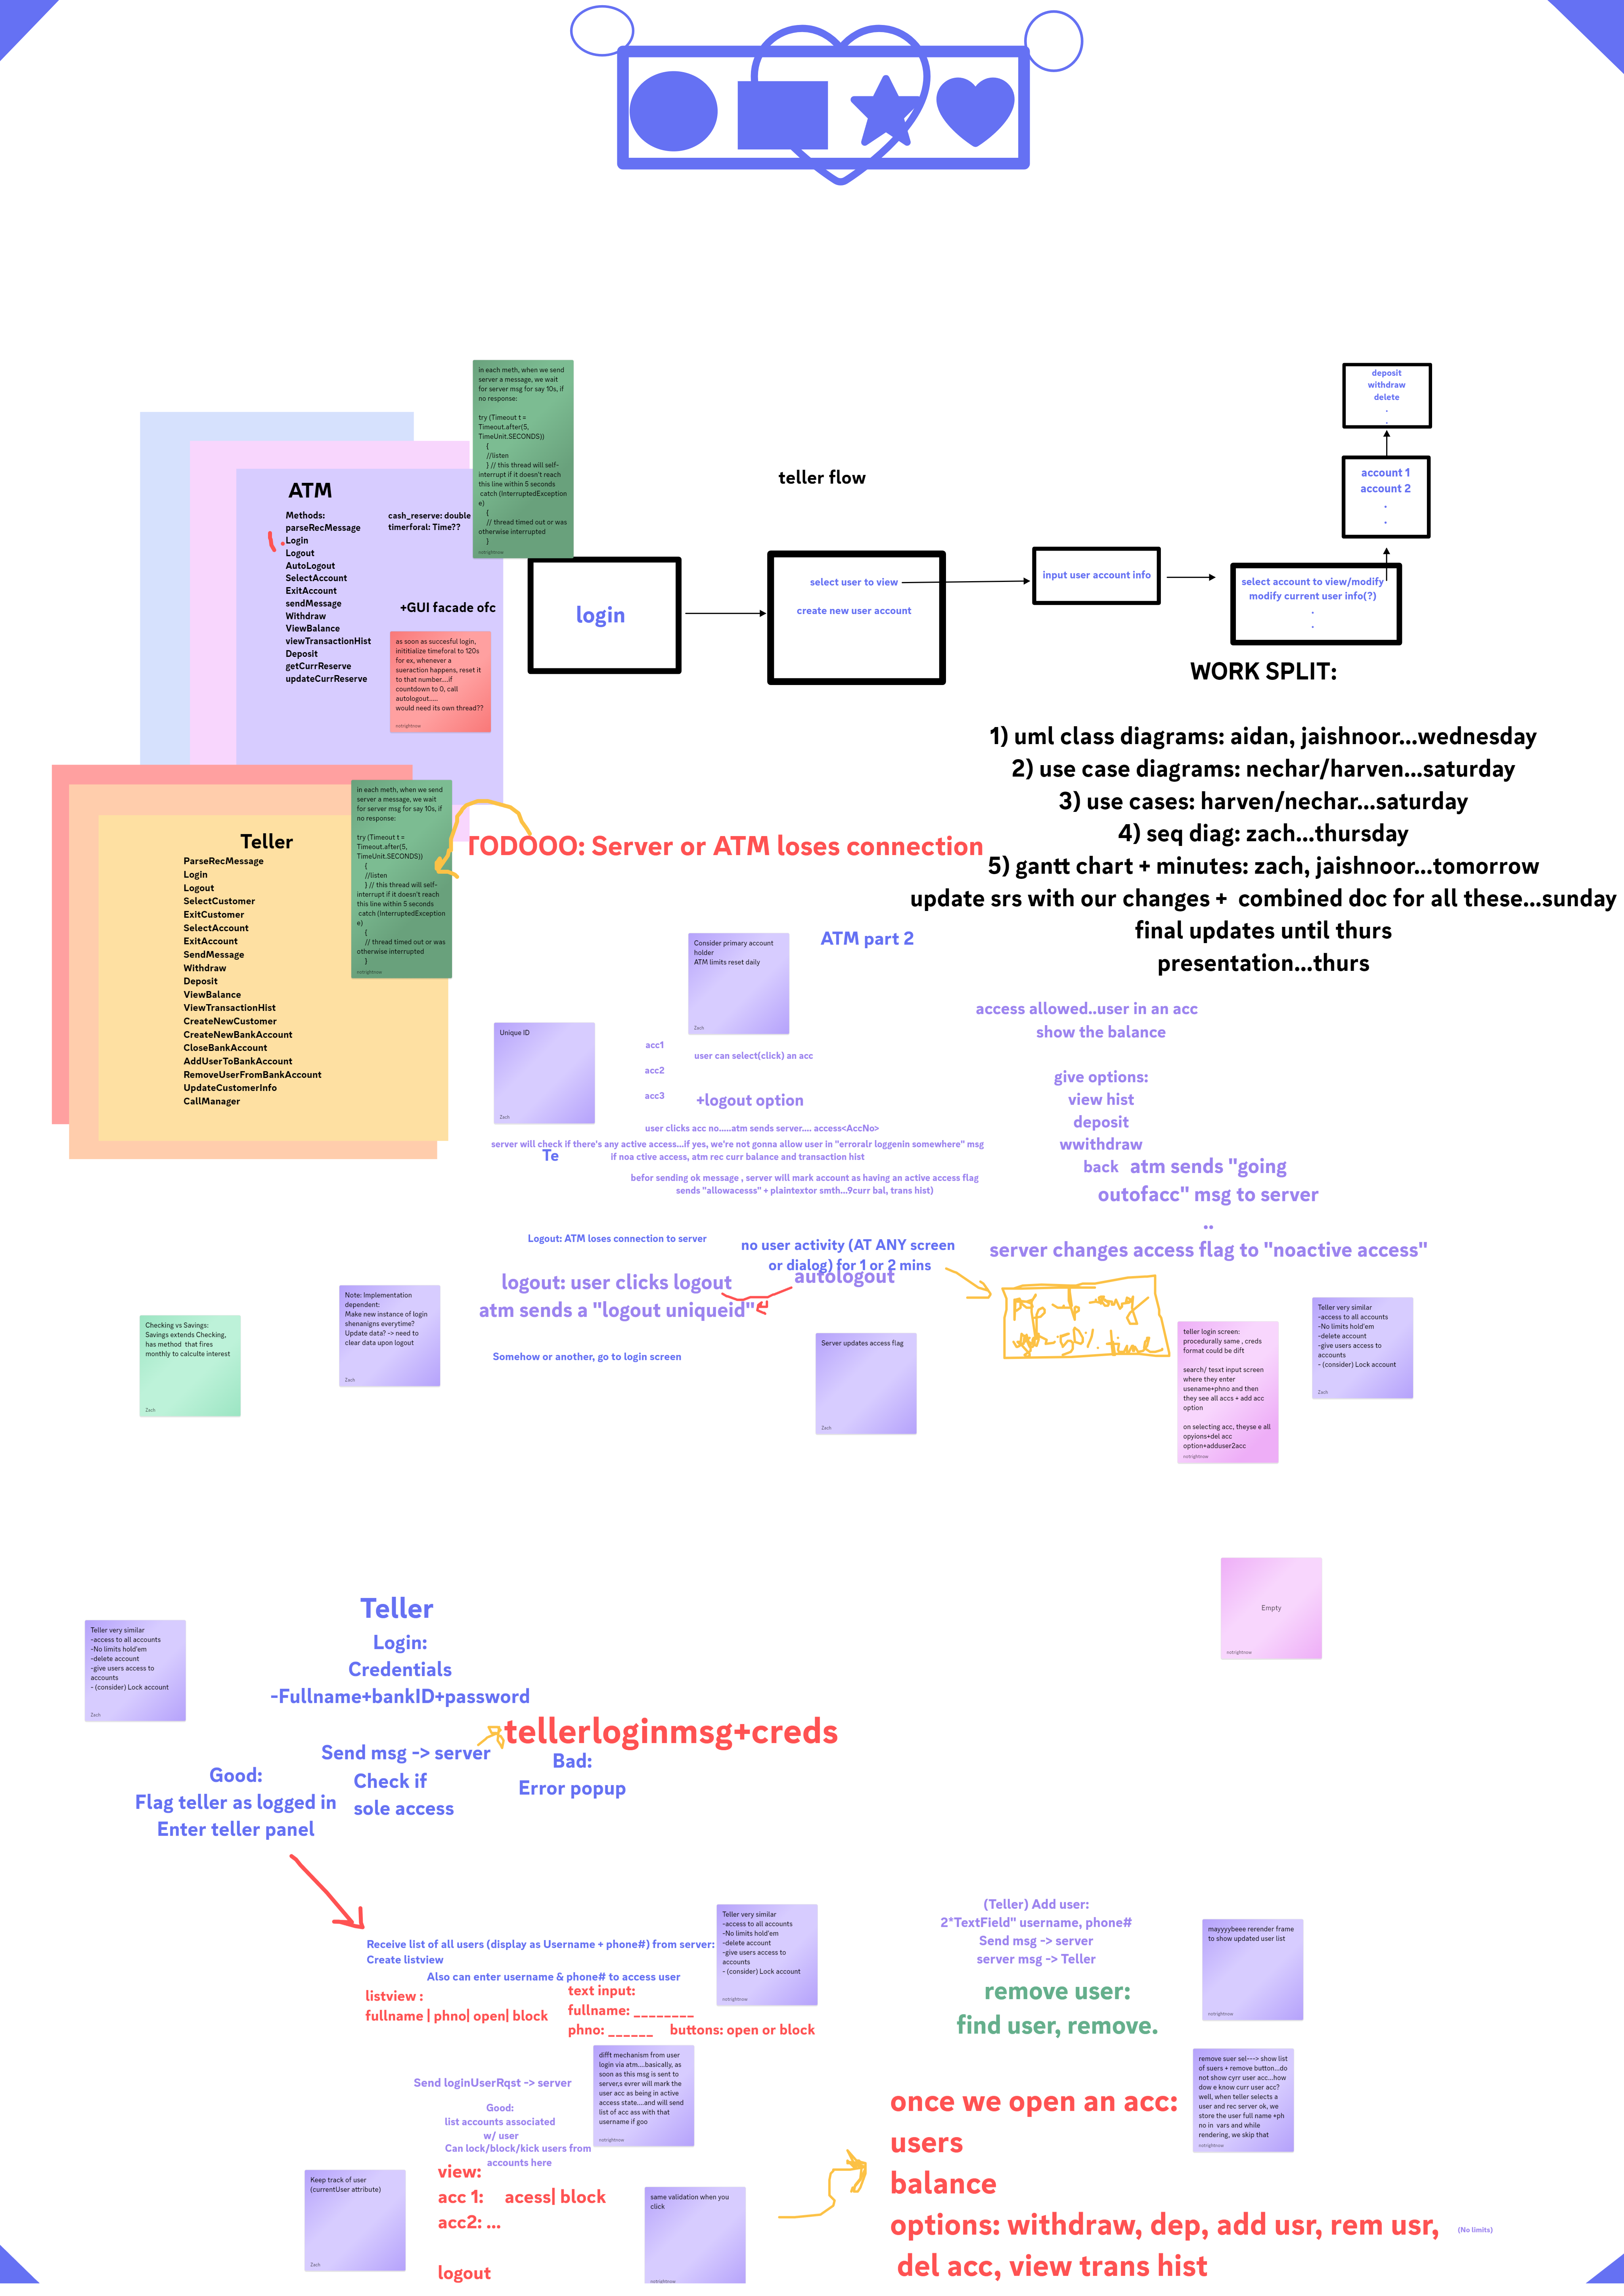 in each meth, when we send
server a message, we wait
for server msg for say 10s, if
no response:
try (Timeout t =
Timeout.after(5,
TimeUnit.SECONDS))
{
//listen
} // this thread will self-
interrupt if it doesn't reach
this line within 5 seconds
catch (InterruptedException
e)
{
// thread timed out or was
otherwise interrupted
}
notrightnow
ATM
Methods:
parseRecMessage
Login
Logout
AutoLogout
SelectAccount
ExitAccount
sendMessage
Withdraw
ViewBalance
viewTransactionHist
Deposit
getCurrReserve
updateCurrReserve
cash_reserve: double
timerforal: Time??
+GUI facade ofc
as soon as succesful login,
inititialize timeforal to 120s
for ex, whenever a
sueraction happens, reset it
to that number....if
countdown to 0, call
autologout.....
would need its own thread??
notrightnow
teller flow
login
select user to view
create new user account
input user account info
select account to view/modify
modify current user info(?)
.
.
account 1
account 2
.
.
deposit
withdraw
delete
.
.
WORK SPLIT:
1) uml class diagrams: aidan, jaishnoor...wednesday
2) use case diagrams: nechar/harven...saturday
3) use cases: harven/nechar...saturday
4) seq diag: zach...thursday
5) gantt chart + minutes: zach, jaishnoor...tomorrow
update srs with our changes + combined doc for all these...sunday
final updates until thurs
presentation...thurs
Teller
ParseRecMessage
Login
Logout
SelectCustomer
ExitCustomer
SelectAccount
ExitAccount
SendMessage
Withdraw
Deposit
ViewBalance
ViewTransactionHist
CreateNewCustomer
CreateNewBankAccount
CloseBankAccount
AddUserToBankAccount
RemoveUserFromBankAccount
UpdateCustomerInfo
CallManager
in each meth, when we send
server a message, we wait
for server msg for say 10s, if
no response:
try (Timeout t =
Timeout.after(5,
TimeUnit.SECONDS))
{
//listen
} // this thread will self-
interrupt if it doesn't reach
this line within 5 seconds
catch (InterruptedException
e)
{
// thread timed out or was
otherwise interrupted
}
notrightnow
TODOOO: Server or ATM loses connection
Consider primary account
holder
ATM limits reset daily
Zach
ATM part 2
Unique ID
Zach
acc1
acc2
acc3
user can select(click) an acc
+logout option
user clicks acc no.....atm sends server.... access<AccNo>
server will check if there's any active access...if yes, we're not gonna allow user in "erroralr loggenin somewhere" msg
if noa ctive access, atm rec curr balance and transaction hist
Te
befor sending ok message , server will mark account as having an active access flag
sends "allowacesss" + plaintextor smth...9curr bal, trans hist)
access allowed..user in an acc
show the balance
give options:
view hist
deposit
wwithdraw
back
atm sends "going
outofacc" msg to server
..
server changes access flag to "noactive access"
Logout: ATM loses connection to server
logout: user clicks logout
atm sends a "logout uniqueid"
Somehow or another, go to login screen
no user activity (AT ANY screen
or dialog) for 1 or 2 mins
autologout
pop up
50% time
Checking vs Savings:
Savings extends Checking,
has method that fires
monthly to calculte interest
Zach
Note: Implementation
dependent:
Make new instance of login
shenanigns everytime?
Update data? -> need to
clear data upon logout
Zach
Server updates access flag
Zach
teller login screen:
procedurally same , creds
format could be dift
search/ tesxt input screen
where they enter
usename+phno and then
they see all accs + add acc
option
on selecting acc, theyse e all
opyions+del acc
option+adduser2acc
notrightnow
Teller very similar
-access to all accounts
-No limits hold'em
-delete account
-give users access to
accounts
- (consider) Lock account
Zach
Empty
notrightnow
Teller very similar
-access to all accounts
-No limits hold'em
-delete account
-give users access to
accounts
- (consider) Lock account
Zach
Teller
Login:
Credentials
-Fullname+bankID+password
tellerloginmsg+creds
Send msg -> server
Check if
sole access
Bad:
Error popup
Good:
Flag teller as logged in
Enter teller panel
Receive list of all users (display as Username + phone#) from server:
Create listview
Also can enter username & phone# to access user
listview :
fullname | phno| open| block
text input:
fullname: ________
phno: ______
buttons: open or block
Teller very similar
-access to all accounts
-No limits hold'em
-delete account
-give users access to
accounts
- (consider) Lock account
notrightnow
(Teller) Add user:
2*TextField" username, phone#
Send msg -> server
server msg -> Teller
remove user:
find user, remove.
mayyyybeee rerender frame
to show updated user list
notrightnow
difft mechanism from user
login via atm....basically, as
soon as this msg is sent to
server,s evrer will mark the
user acc as being in active
access state....and will send
list of acc ass with that
username if goo
notrightnow
Send loginUserRqst -> server
Good:
list accounts associated
w/ user
Can lock/block/kick users from
accounts here
view:
acc 1: acess| block
acc2: ...
logout
Keep track of user
(currentUser attribute)
Zach
same validation when you
click
notrightnow
remove suer sel---> show list
of suers + remove button...do
not show cyrr user acc...how
dow e know curr user acc?
well, when teller selects a
user and rec server ok, we
store the user full name +ph
no in vars and while
rendering, we skip that
notrightnow
once we open an acc:
users
balance
options: withdraw, dep, add usr, rem usr,
del acc, view trans hist
(No limits)